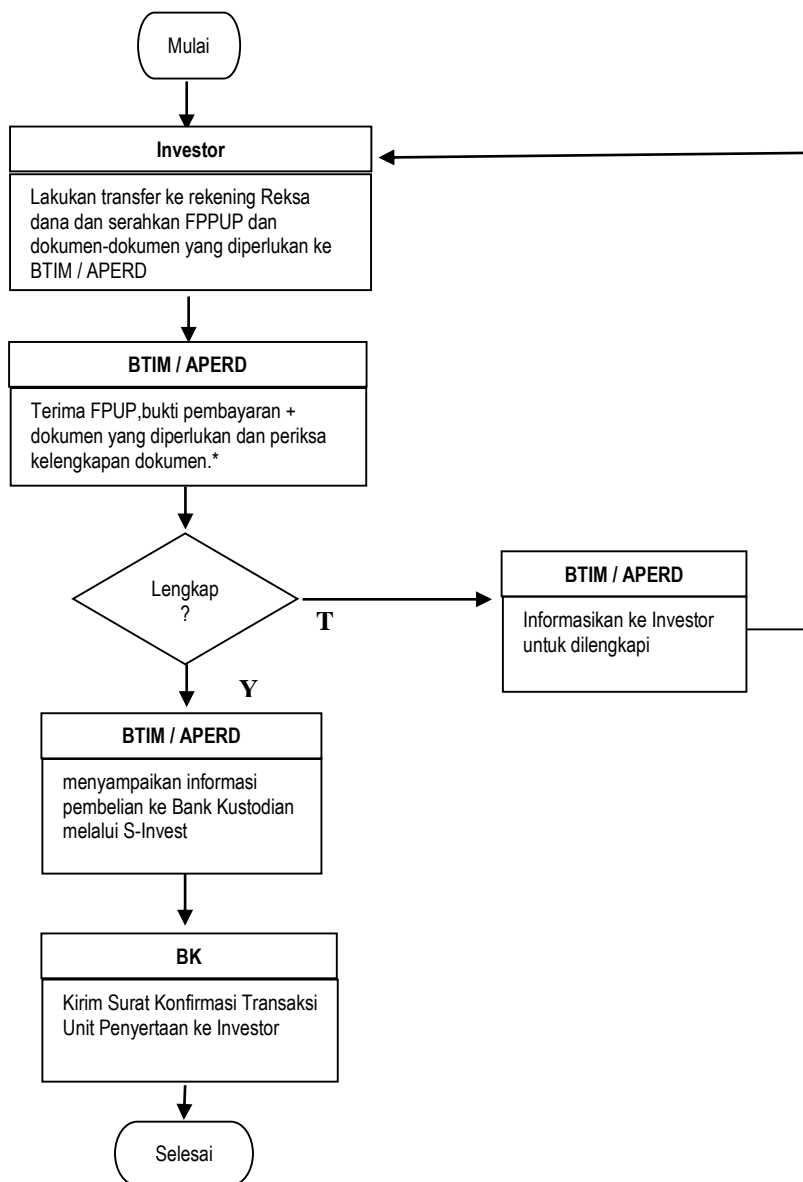 Mulai
Investor
Lakukan transfer ke rekening Reksa
dana dan serahkan FPPUP dan
dokumen-dokumen yang diperlukan ke
BTIM / APERD
BTIM / APERD
Terima FPUP,bukti pembayaran +
dokumen yang diperlukan dan periksa
kelengkapan dokumen.*
Lengkap
?
T
BTIM / APERD
Informasikan ke Investor
untuk dilengkapi
Y
BTIM / APERD
menyampaikan informasi
pembelian ke Bank Kustodian
melalui S-Invest
BK
Kirim Surat Konfirmasi Transaksi
Unit Penyertaan ke Investor
Selesai